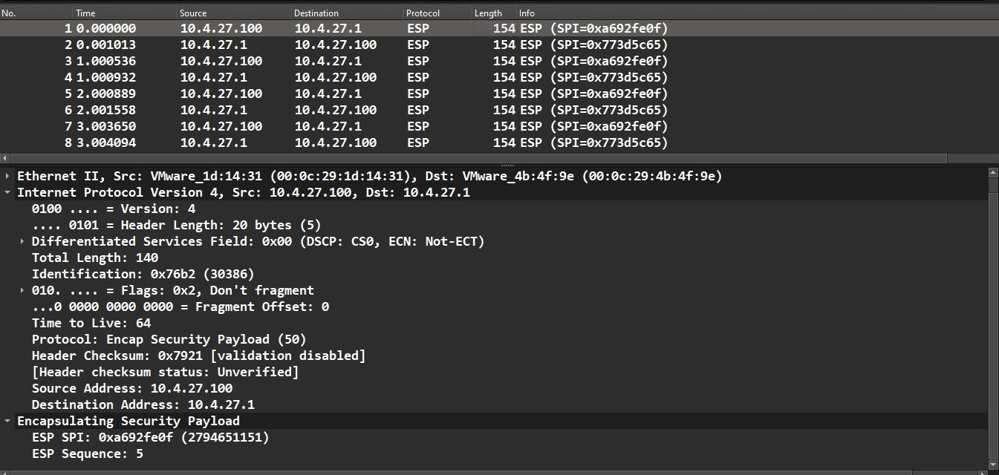 No. Time Source Destination Protocol Length Info
1 0.000000 10.4.27.100 10.4.27.1 ESP 154 ESP (SPI=0xa692fe0f)
2 0.001013 10.4.27.1 10.4.27.100 ESP 154 ESP (SPI=0x773d5c65)
3 1.000536 10.4.27.100 10.4.27.1 ESP 154 ESP (SPI=0xa692fe0f)
4 1.000932 10.4.27.1 10.4.27.100 ESP 154 ESP (SPI=0x773d5c65)
5 2.000889 10.4.27.100 10.4.27.1 ESP 154 ESP (SPI=0xa692fe0f)
6 2.001558 10.4.27.1 10.4.27.100 ESP 154 ESP (SPI=0x773d5c65)
7 3.003650 10.4.27.100 10.4.27.1 ESP 154 ESP (SPI=0xa692fe0f)
8 3.004094 10.4.27.1 10.4.27.100 ESP 154 ESP (SPI=0x773d5c65)
Ethernet II, Src: VMware_1d:14:31 (00:0c:29:1d:14:31), Dst: VMware_4b:4f:9e (00:0c:29:4b:4f:9e)
Internet Protocol Version 4, Src: 10.4.27.100, Dst: 10.4.27.1
0100 .... = Version: 4
.... 0101 = Header Length: 20 bytes (5)
Differentiated Services Field: 0x00 (DSCP: CS0, ECN: Not-ECT)
Total Length: 140
Identification: 0x76b2 (30386)
010. .... = Flags: 0x2, Don't fragment
...0 0000 0000 0000 = Fragment Offset: 0
Time to Live: 64
Protocol: Encap Security Payload (50)
Header Checksum: 0x7921 [validation disabled]
[Header checksum status: Unverified]
Source Address: 10.4.27.100
Destination Address: 10.4.27.1
Encapsulating Security Payload
ESP SPI: 0xa692fe0f (2794651151)
ESP Sequence: 5